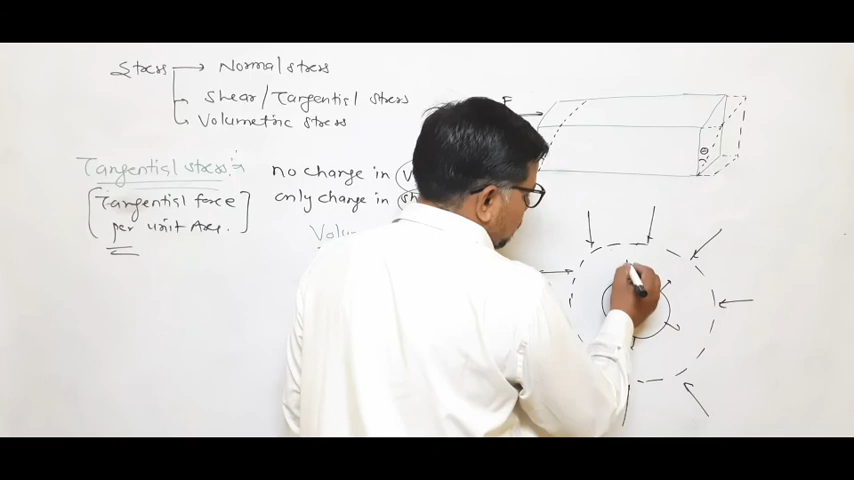 Stress → Normal stress
Shear/Tangential stress
Volumetric stress
F
Tangential stress :
no change in
[Tangential force
only change in
per unit Area.]
θ